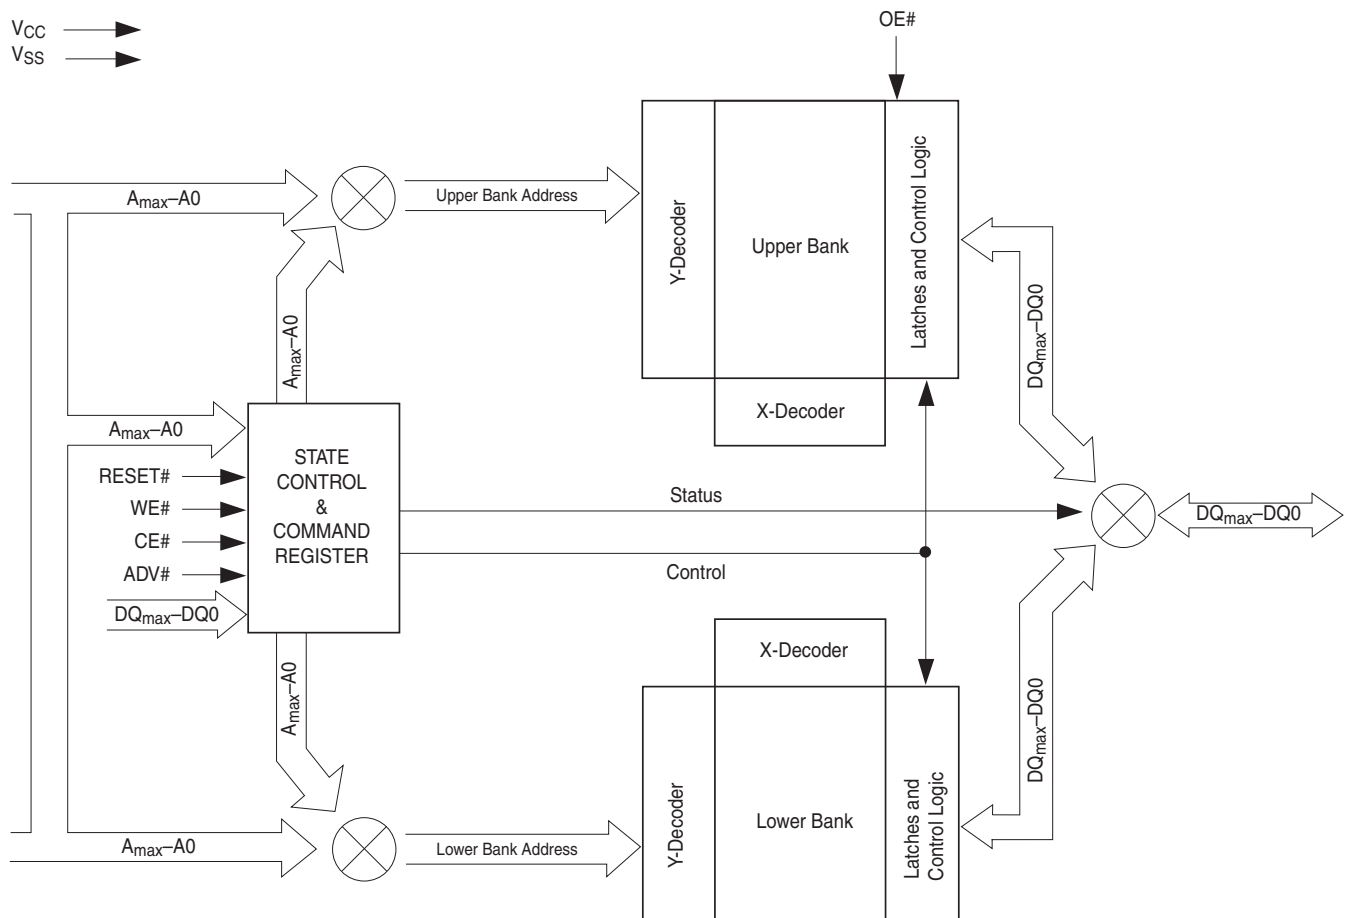 VCC
VSS
OE#
Amax–A0
Upper Bank Address
Y-Decoder
Upper Bank
Latches and Control Logic
X-Decoder
DQmax–DQ0
Amax–A0
Amax–A0
RESET#
WE#
CE#
ADV#
DQmax–DQ0
STATE
CONTROL
&
COMMAND
REGISTER
Status
Control
DQmax–DQ0
Amax–A0
X-Decoder
DQmax–DQ0
Amax–A0
Lower Bank Address
Y-Decoder
Lower Bank
Latches and
Control Logic